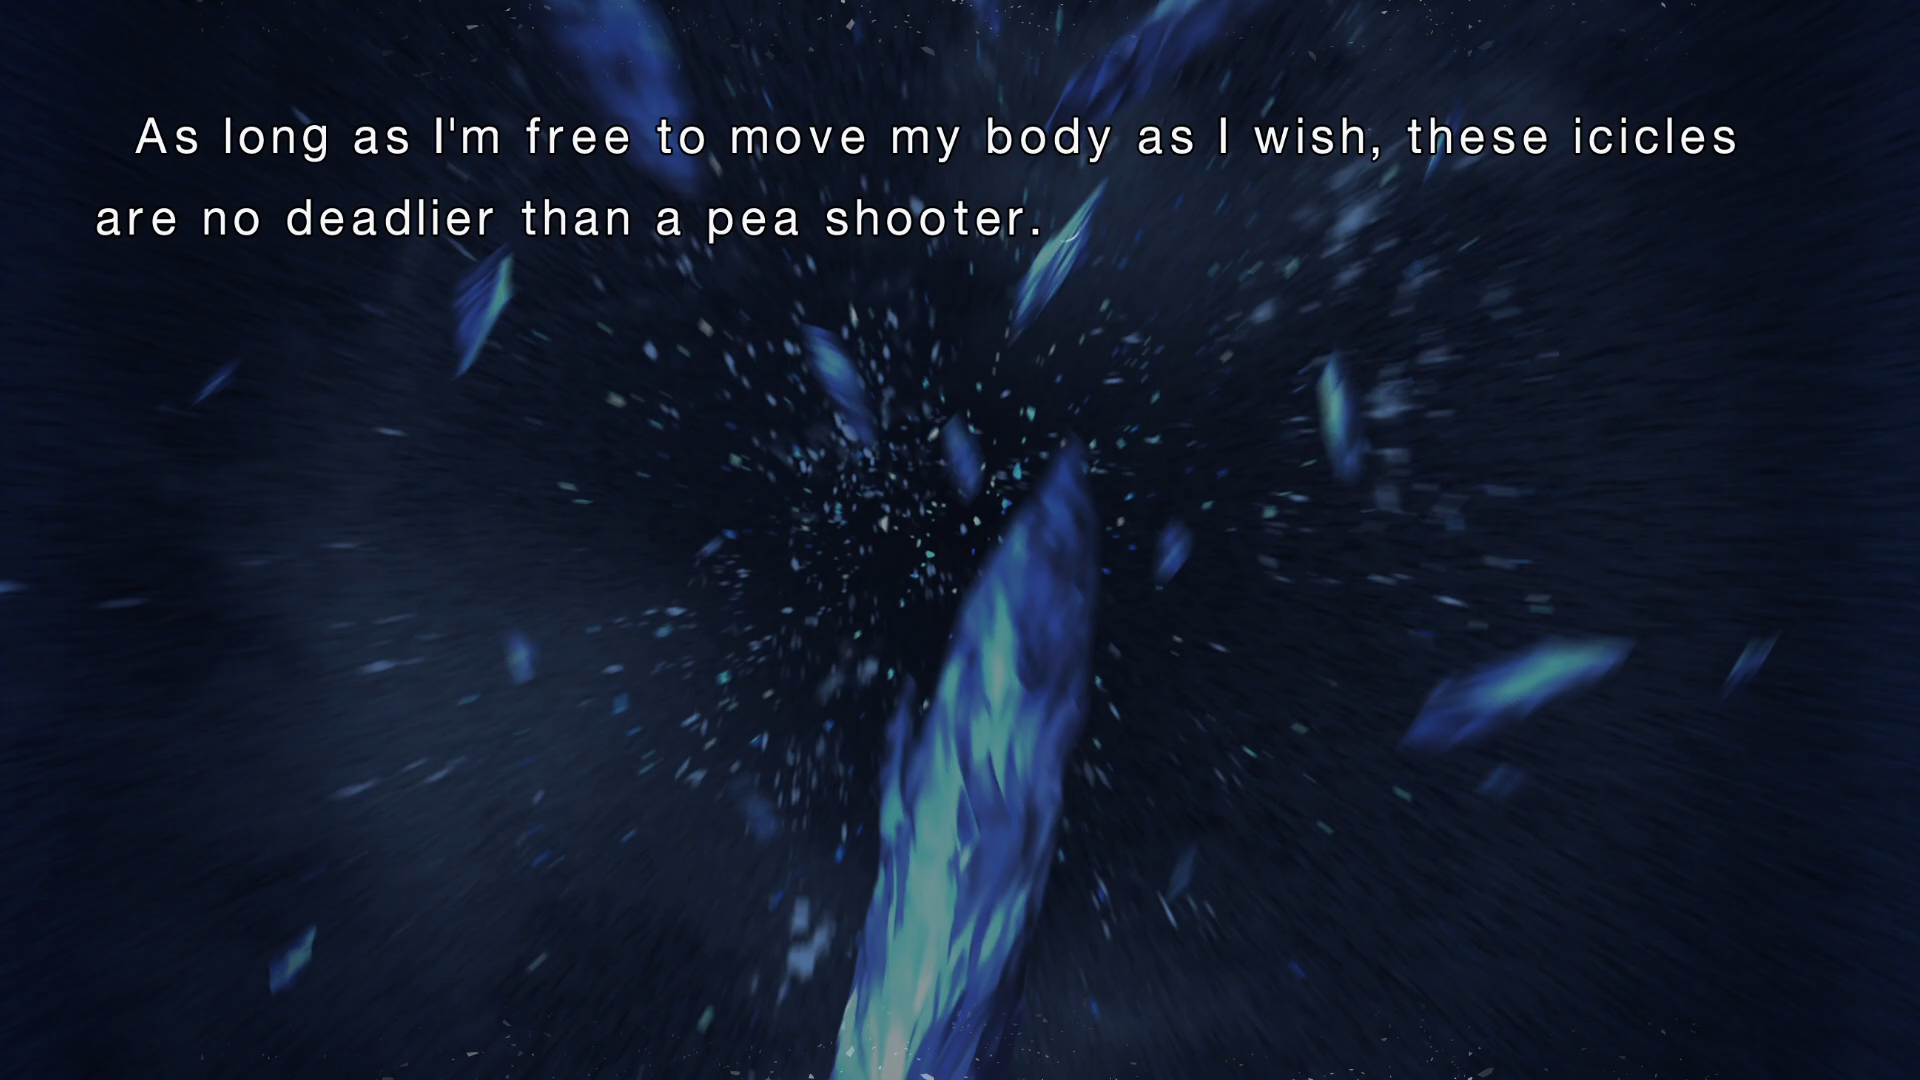 As long as I'm free to move my body as I wish, these icicles
are no deadlier than a pea shooter.